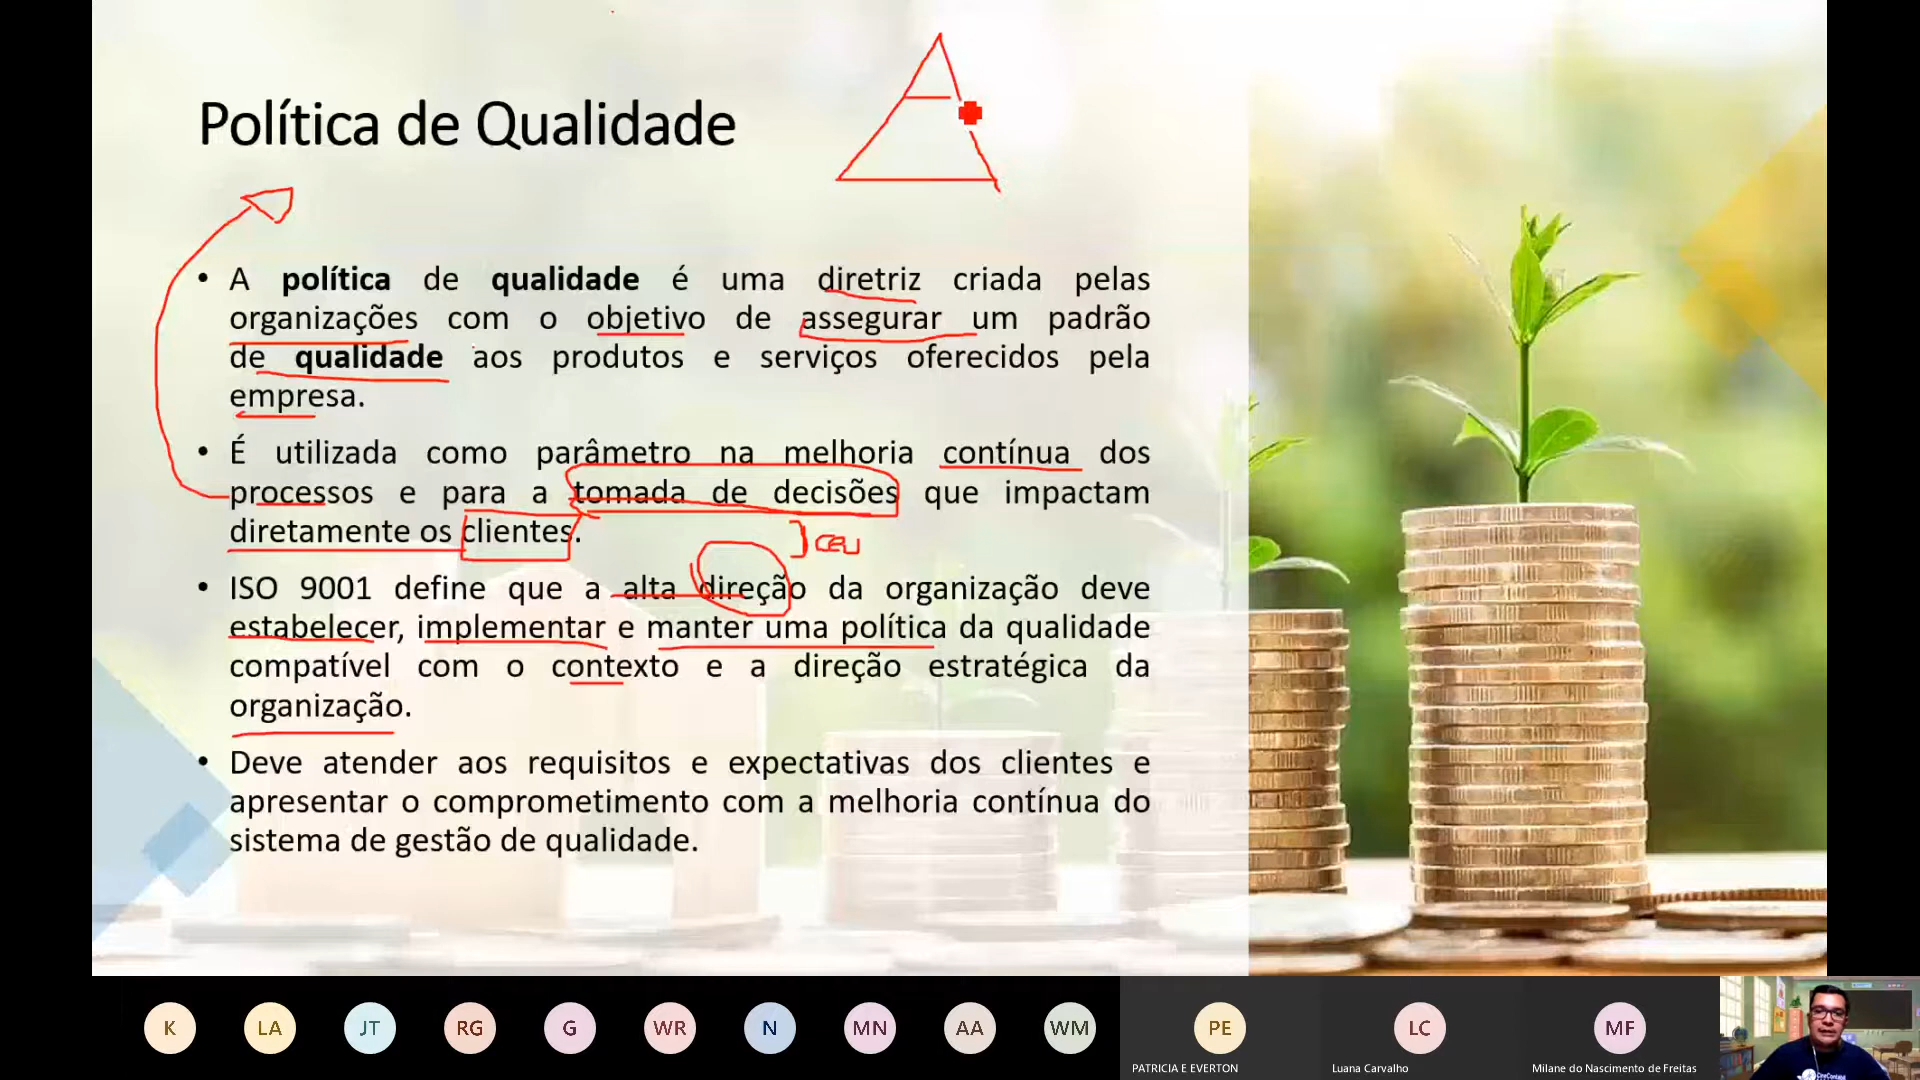 Política de Qualidade
• A política de qualidade é uma diretriz criada pelas
organizações com o objetivo de assegurar um padrão
de qualidade aos produtos e serviços oferecidos pela
empresa.
• É utilizada como parâmetro na melhoria contínua dos
processos e para a tomada de decisões que impactam
diretamente os clientes.
• ISO 9001 define que a alta direção da organização deve
estabelecer, implementar e manter uma política da qualidade
compatível com o contexto e a direção estratégica da
organização.
• Deve atender aos requisitos e expectativas dos clientes e
apresentar o comprometimento com a melhoria contínua do
sistema de gestão de qualidade.
K LA JT RG G WR N MN AA WM PE LC MF
PATRICIA E EVERTON Luana Carvalho Milane do Nascimento de Freitas